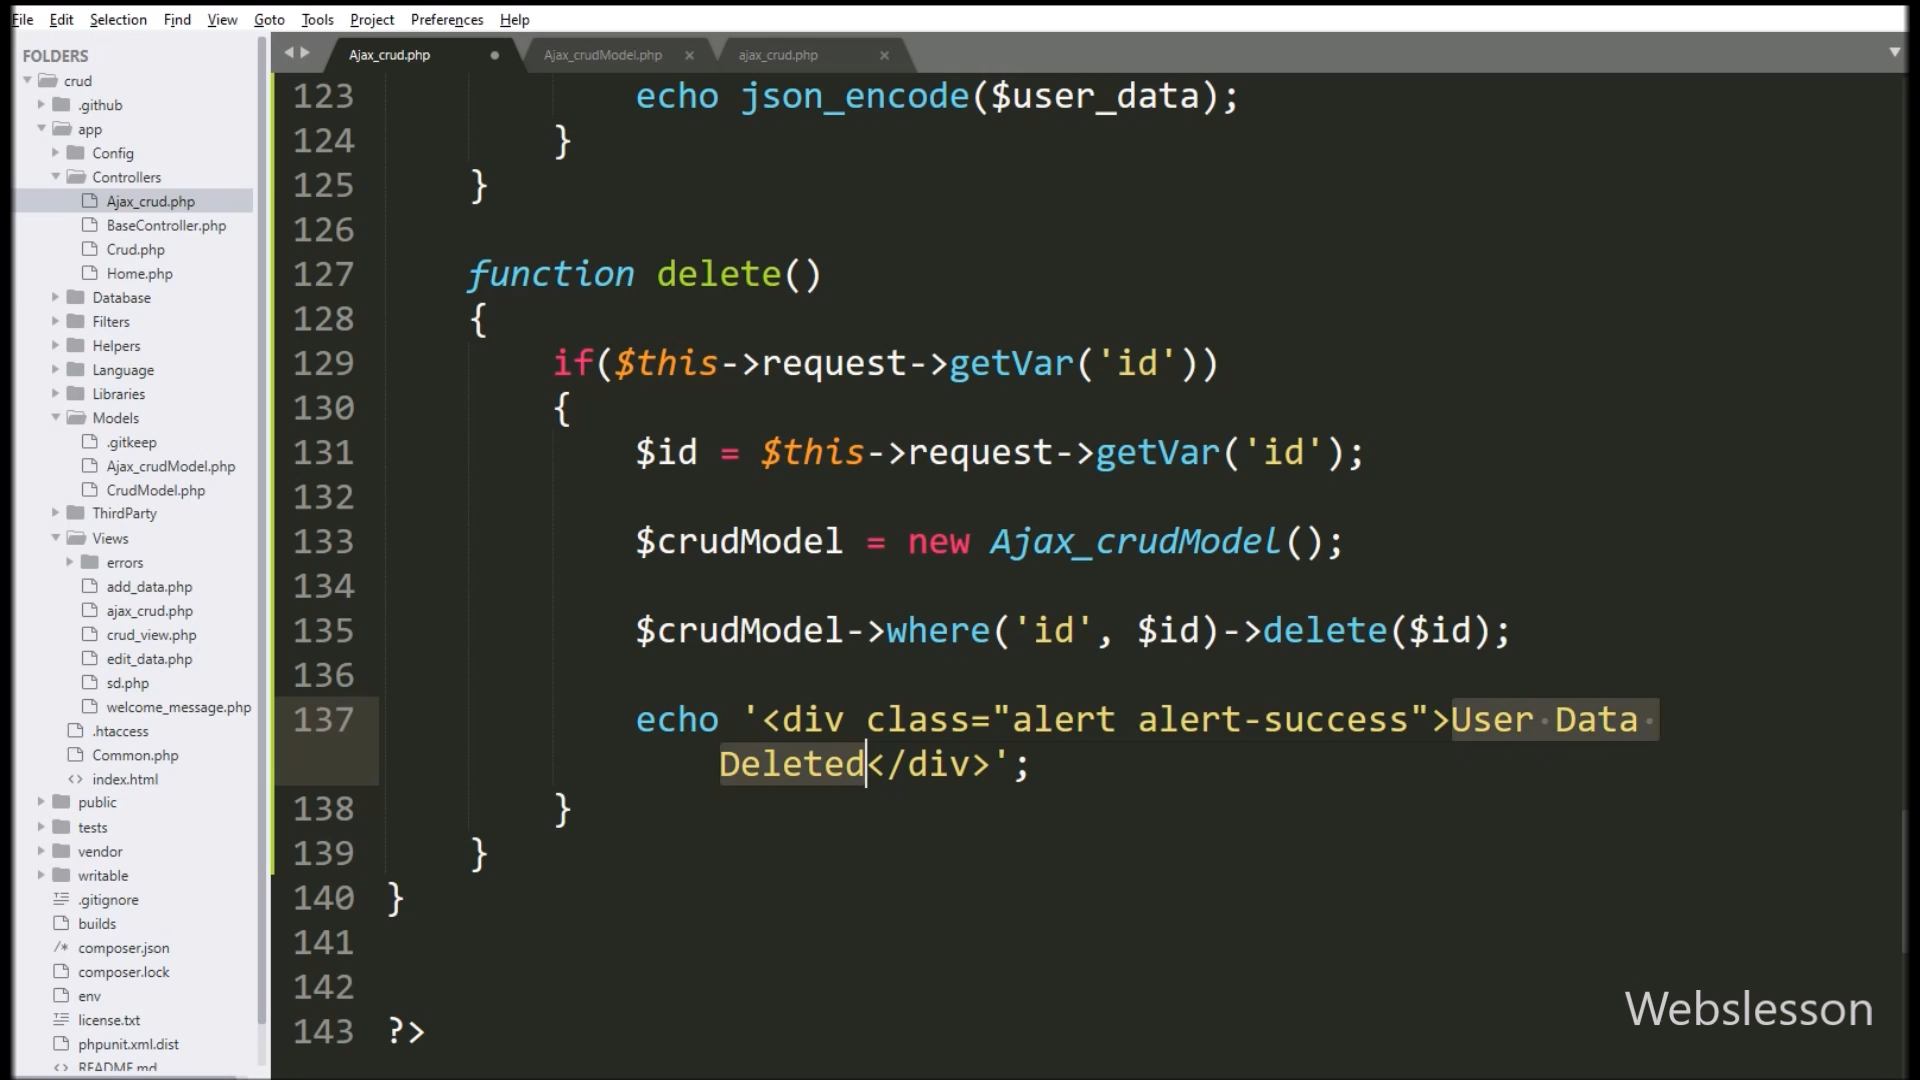 File Edit Selection Find View Goto Tools Project Preferences Help
FOLDERS
crud
.github
app
Config
Controllers
Ajax_crud.php
BaseController.php
Crud.php
Home.php
Database
Filters
Helpers
Language
Libraries
Models
.gitkeep
Ajax_crudModel.php
CrudModel.php
ThirdParty
Views
errors
add_data.php
ajax_crud.php
crud_view.php
edit_data.php
sd.php
welcome_message.php
.htaccess
Common.php
<> index.html
public
tests
vendor
writable
.gitignore
builds
/* composer.json
composer.lock
env
license.txt
phpunit.xml.dist
<> README.md
Ajax_crud.php Ajax_crudModel.php × ajax_crud.php ×
123 echo json_encode($user_data);
124 }
125 }
126
127 function delete()
128 {
129 if($this->request->getVar('id'))
130 {
131 $id = $this->request->getVar('id');
132
133 $crudModel = new Ajax_crudModel();
134
135 $crudModel->where('id', $id)->delete($id);
136
137 echo '<div class="alert alert-success">User Data
Deleted</div>';
138 }
139 }
140 }
141
142
143 ?>
Webslesson